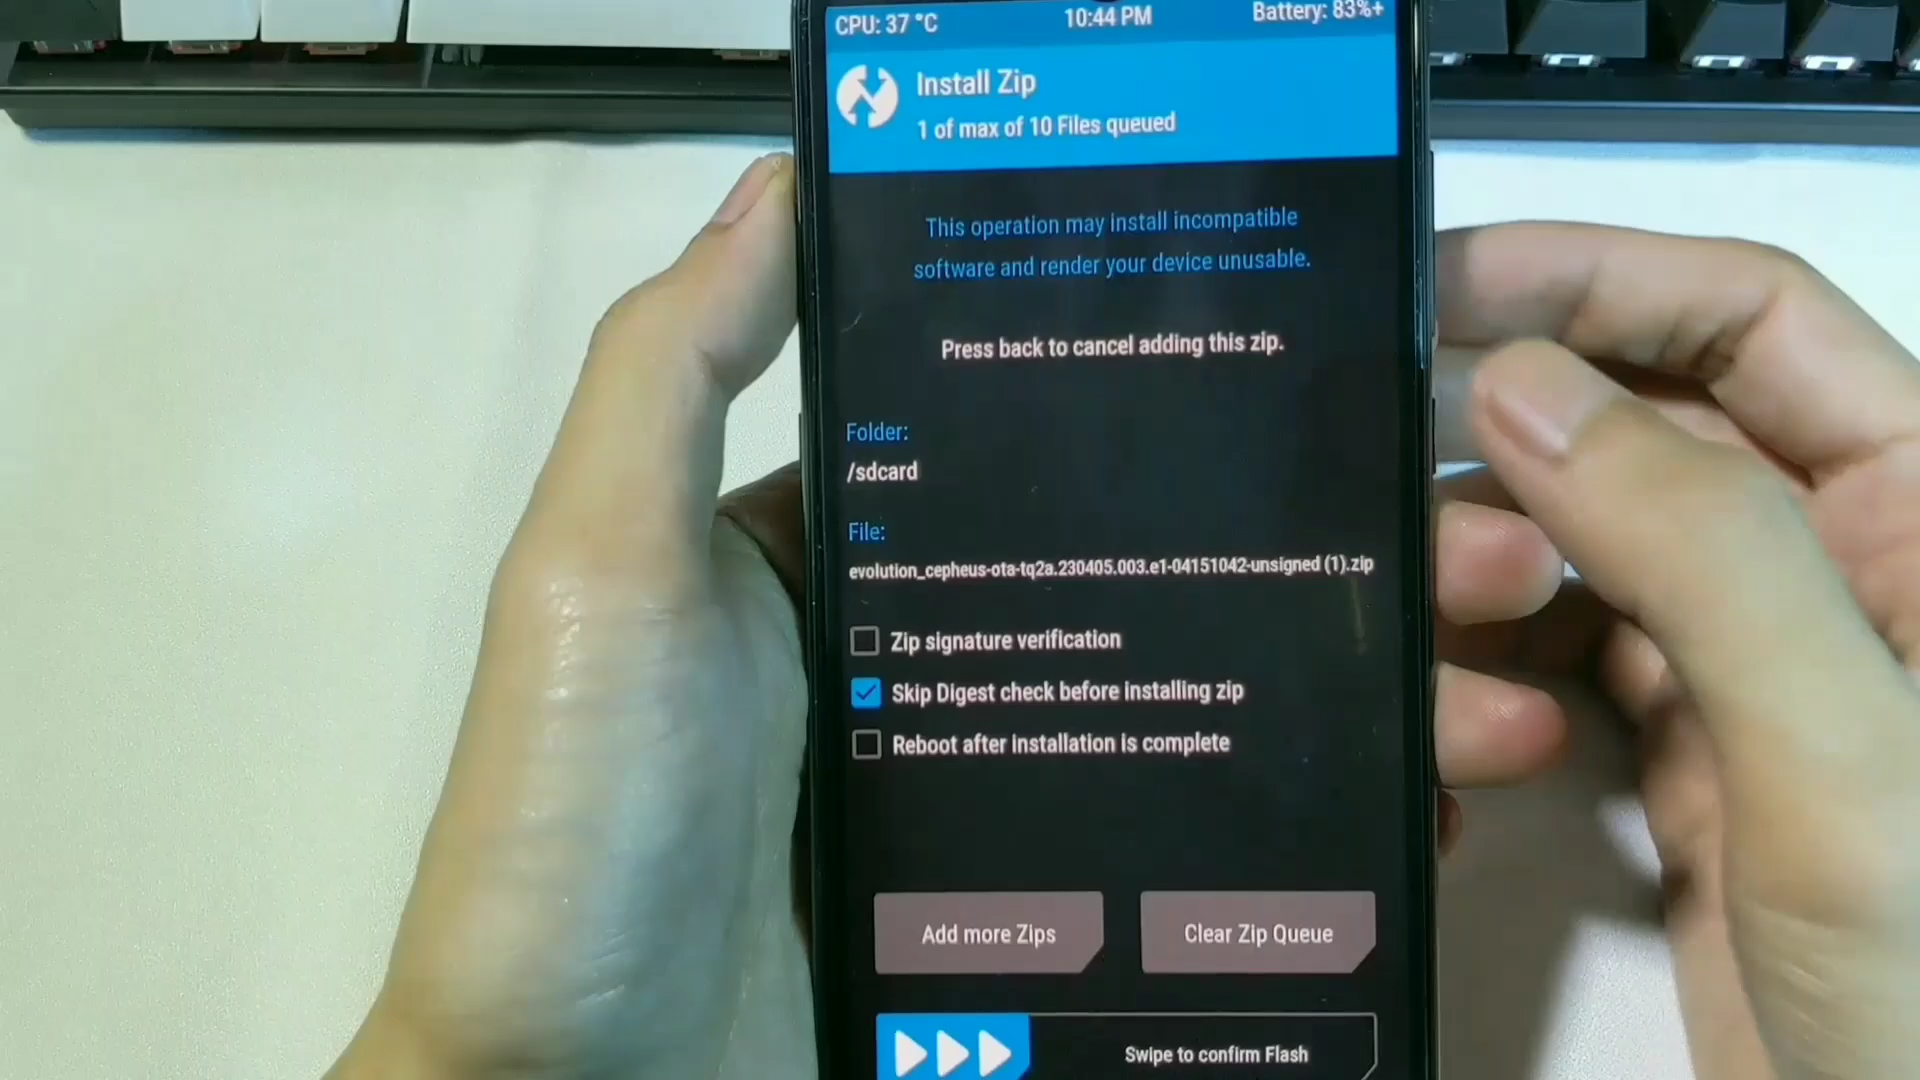 CPU: 37 °C
10:44 PM
Battery: 83%+
Install Zip
1 of max of 10 Files queued
This operation may install incompatible
software and render your device unusable.
Press back to cancel adding this zip.
Folder:
/sdcard
File:
evolution_cepheus-ota-tq2a.230405.003.e1-04151042-unsigned (1).zip
Zip signature verification
Skip Digest check before installing zip
Reboot after installation is complete
Add more Zips
Clear Zip Queue
Swipe to confirm Flash